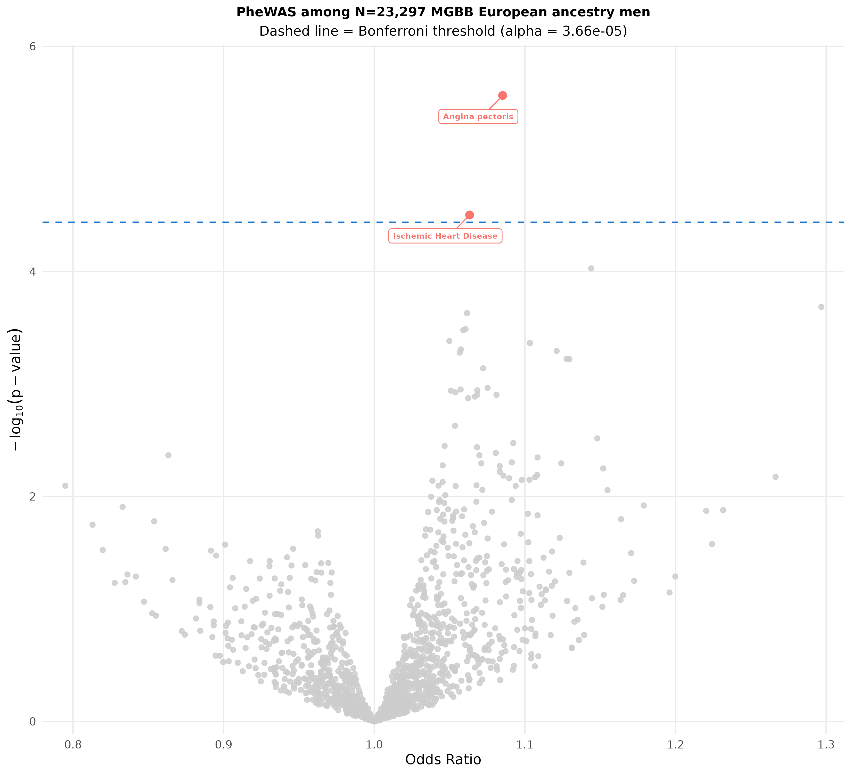 PheWAS among N=23,297 MGBB European ancestry men
Dashed line = Bonferroni threshold (alpha = 3.66e-05)
6
Angina pectoris
Ischemic Heart Disease
4
−log10(p−value)
2
0
0.8 0.9 1.0 1.1 1.2 1.3
Odds Ratio